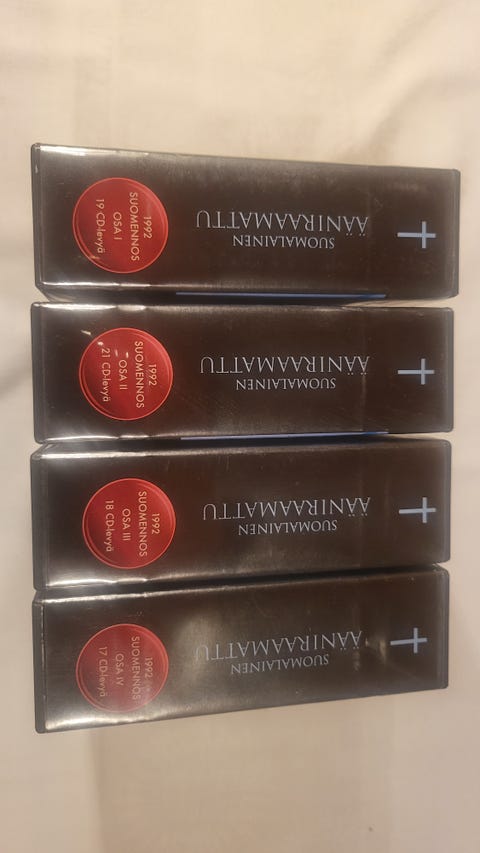 SUOMALAINEN
ÄÄNIRAAMATTU
1992
SUOMENNOS
OSA I
19 CD-levyä
SUOMALAINEN
ÄÄNIRAAMATTU
1992
SUOMENNOS
OSA II
21 CD-levyä
SUOMALAINEN
ÄÄNIRAAMATTU
1992
SUOMENNOS
OSA III
18 CD-levyä
SUOMALAINEN
ÄÄNIRAAMATTU
1992
SUOMENNOS
OSA IV
17 CD-levyä